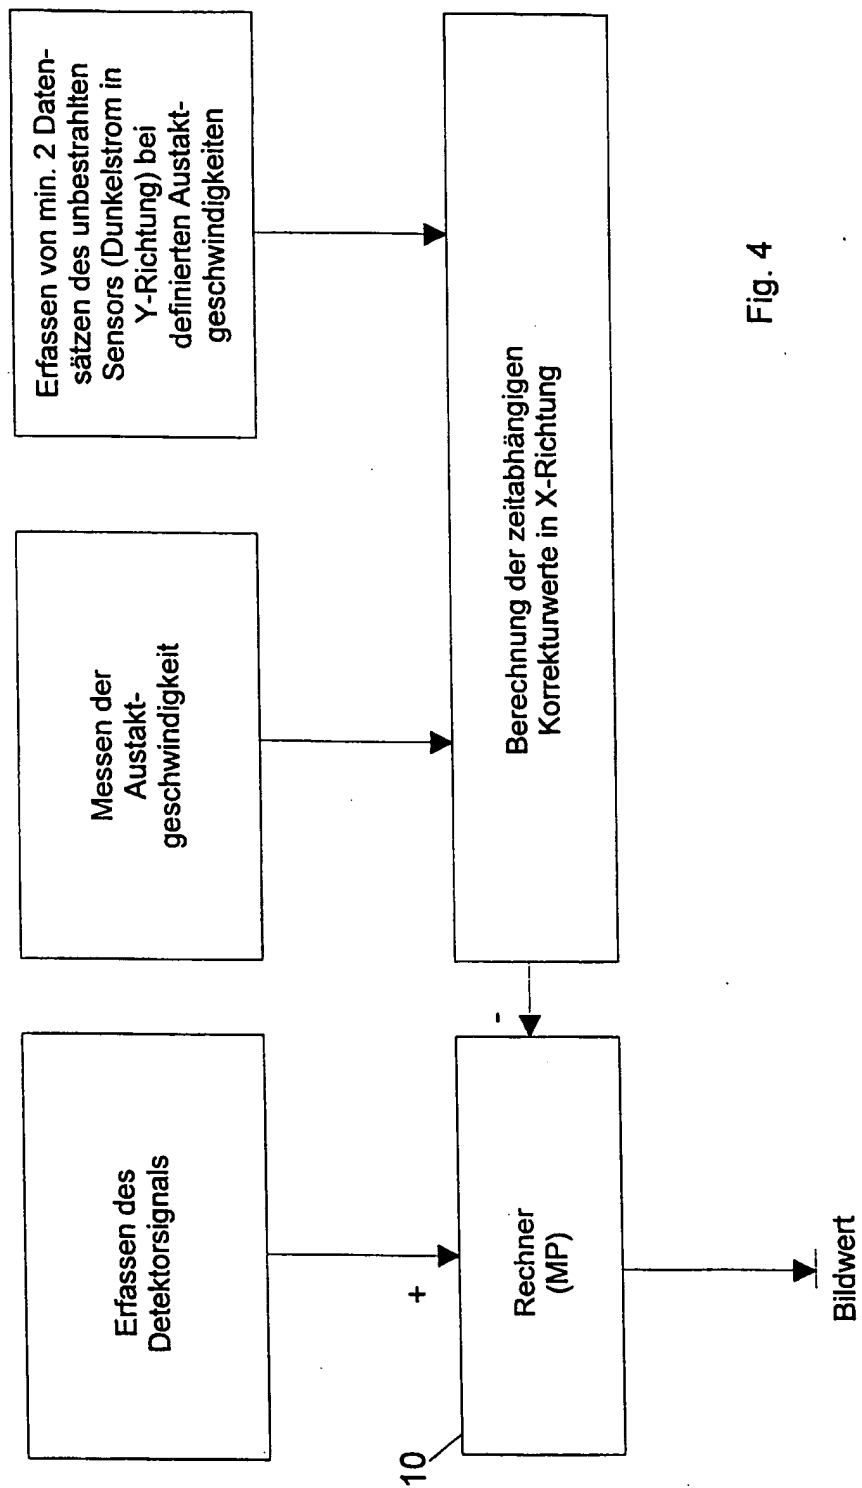 Erfassen des
Detektorsignals
Messen der
Austakt-
geschwindigkeit
Erfassen von min. 2 Daten-
sätzen des unbestrahlten
Sensors (Dunkelstrom in
Y-Richtung) bei
definierten Austakt-
geschwindigkeiten
+
-
10
Rechner
(MP)
Berechnung der zeitabhängigen
Korrekturwerte in X-Richtung
Bildwert
Fig. 4